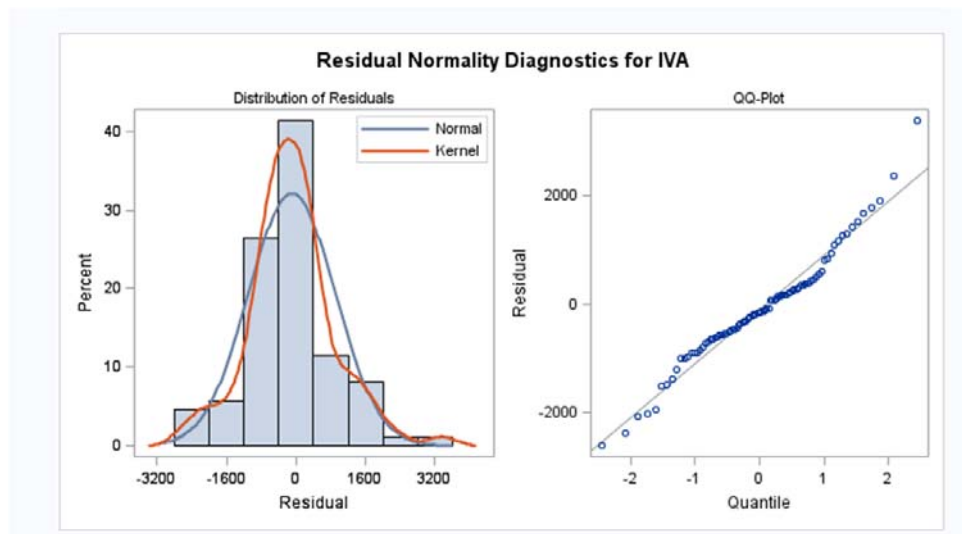 Residual Normality Diagnostics for IVA
Distribution of Residuals
Normal
Kernel
Percent
40
30
20
10
0
-3200 -1600 0 1600 3200
Residual
QQ-Plot
Residual
2000
0
-2000
-2 -1 0 1 2
Quantile